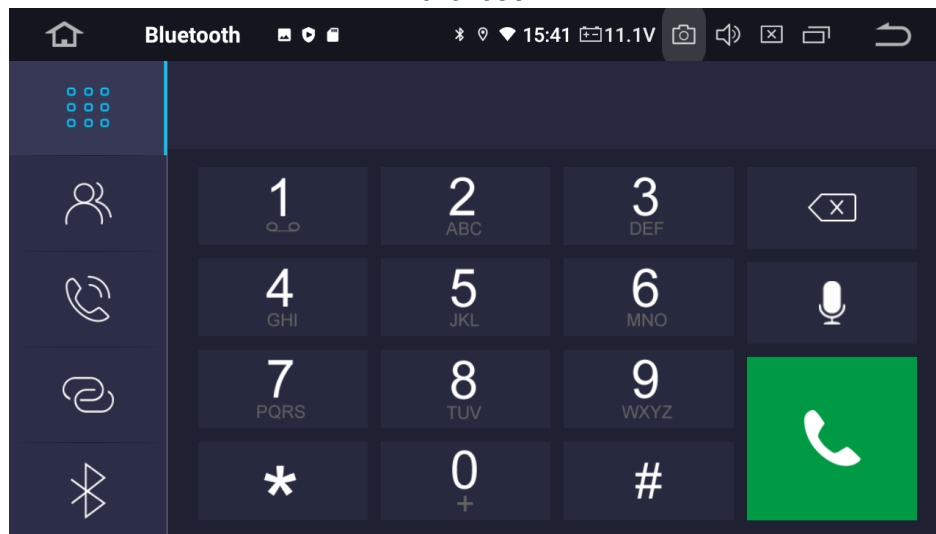 Bluetooth 15:41 11.1V
1 2 3
ABC DEF
4 5 6
GHI JKL MNO
7 8 9
PQRS TUV WXYZ
* 0 #
+